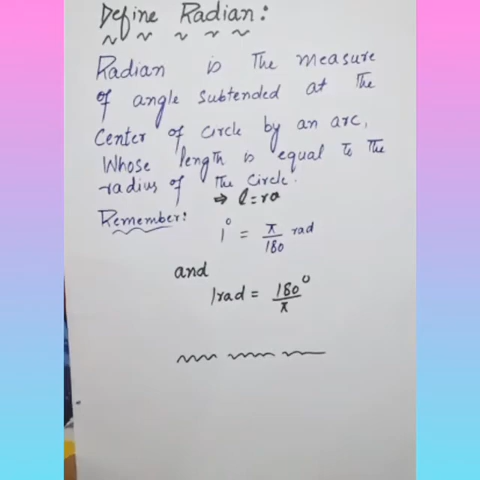 Define Radian:
Radian is The measure
of angle subtended at The
Center of circle by an arc,
Whose length is equal to The
radius of The Circle.
⇒ l=ra
Remember:
1° = π/180 rad
and
1rad = 180°/π